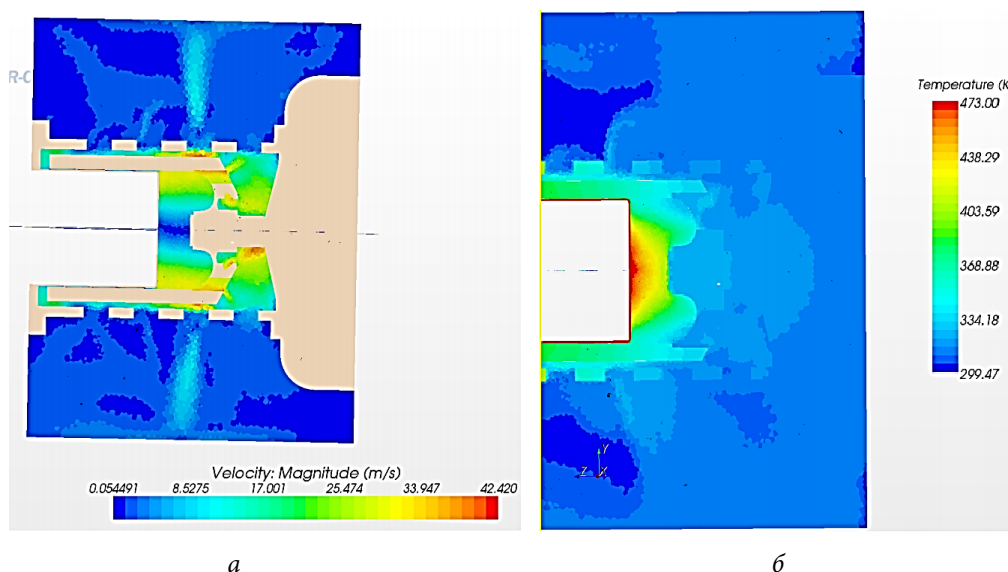 R-C
Velocity: Magnitude (m/s)
0.054491 8.5275 17.001 25.474 33.947 42.420
Temperature (K
473.00
438.29
403.59
368.88
334.18
299.47
Y
Z X
а б